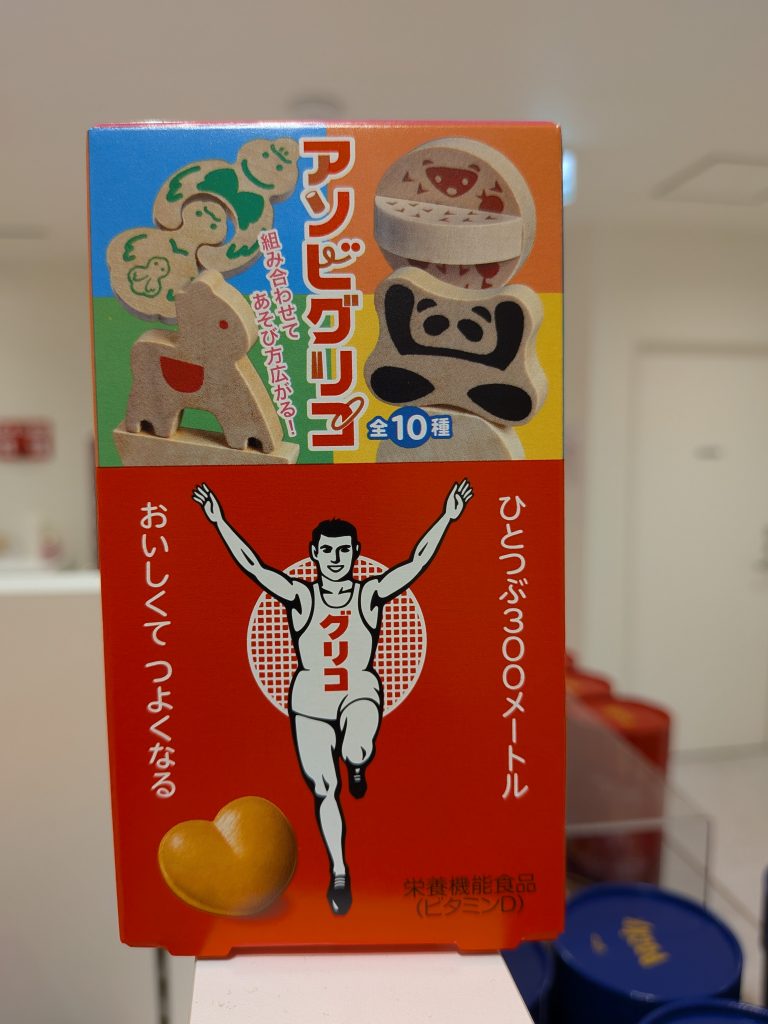 アソビグリコ
組み合わせて
あそび方広がる!
全10種
ひとつぶ300メートル
おいしくて つよくなる
グリコ
栄養機能食品
(ビタミンD)